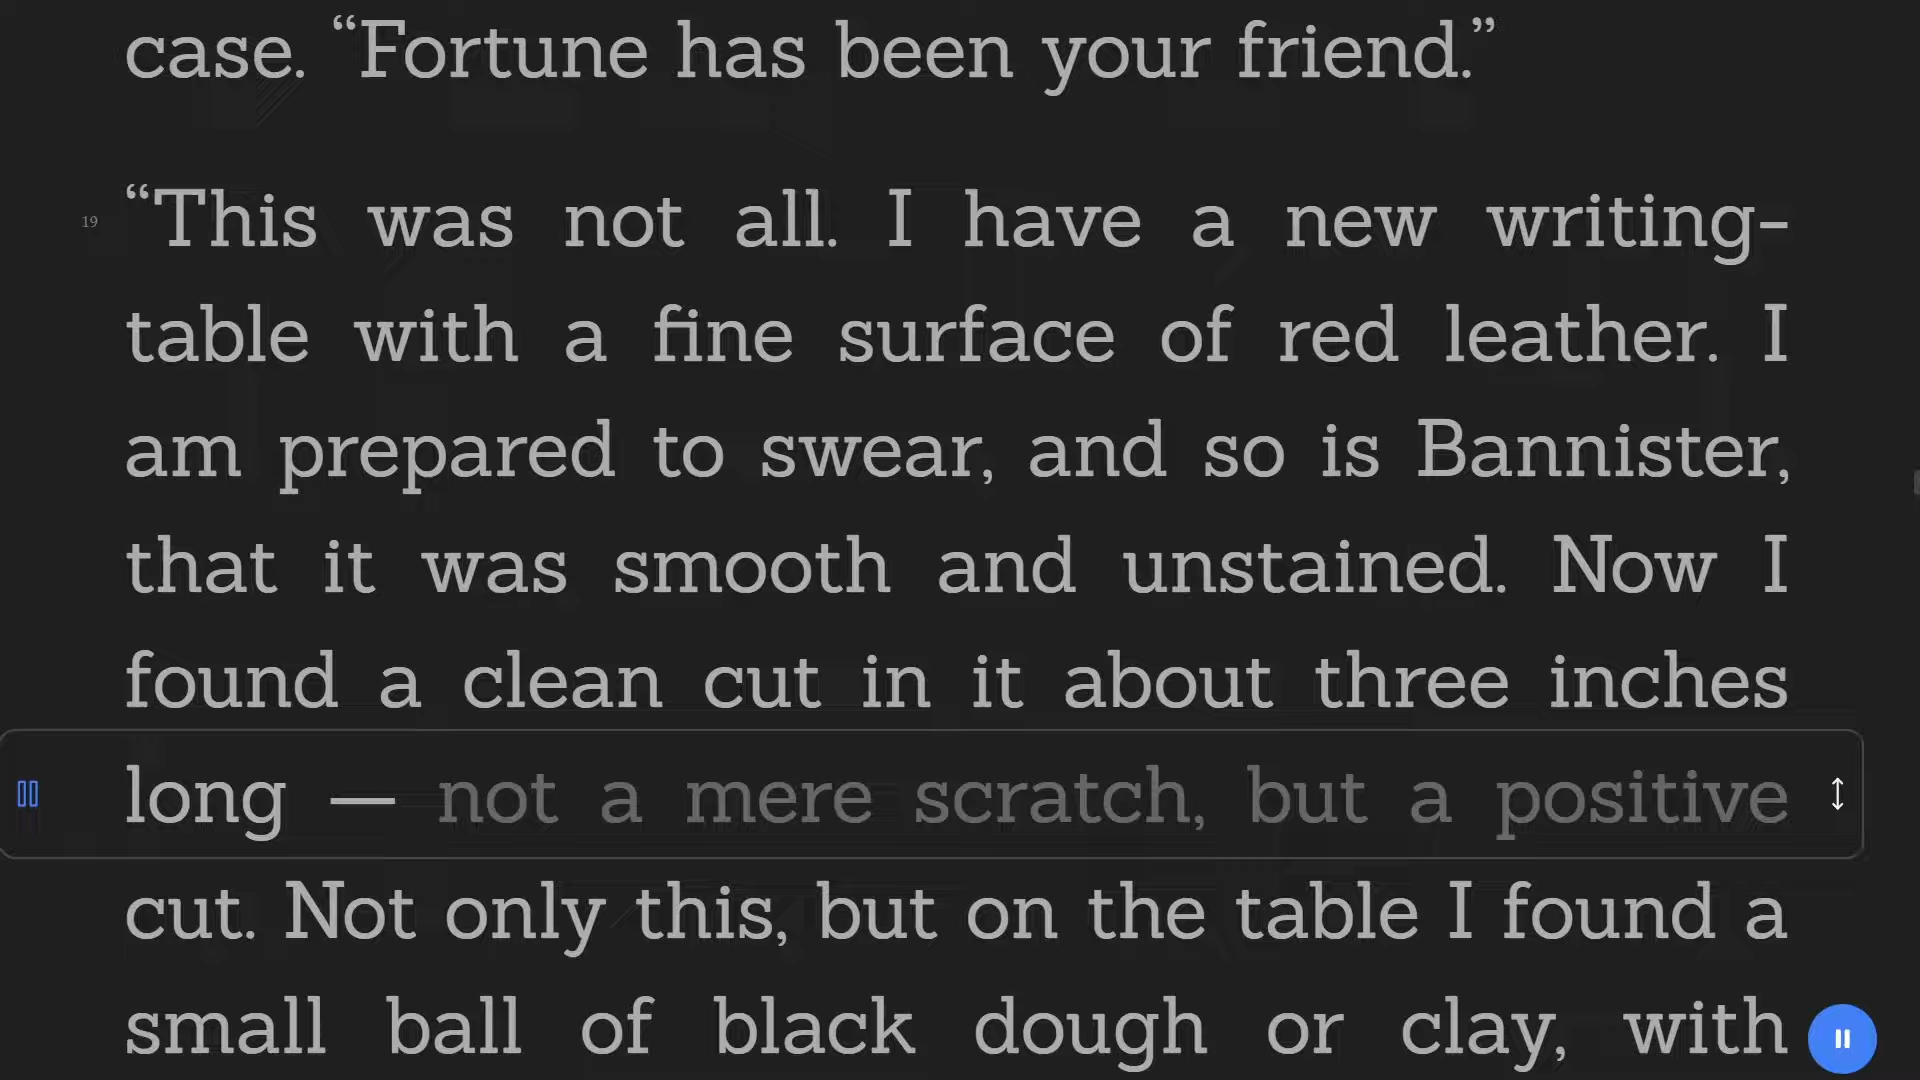 case. “Fortune has been your friend.”
19
“This was not all. I have a new writing-
table with a fine surface of red leather. I
am prepared to swear, and so is Bannister,
that it was smooth and unstained. Now I
found a clean cut in it about three inches
long — not a mere scratch, but a positive
cut. Not only this, but on the table I found a
small ball of black dough or clay, with